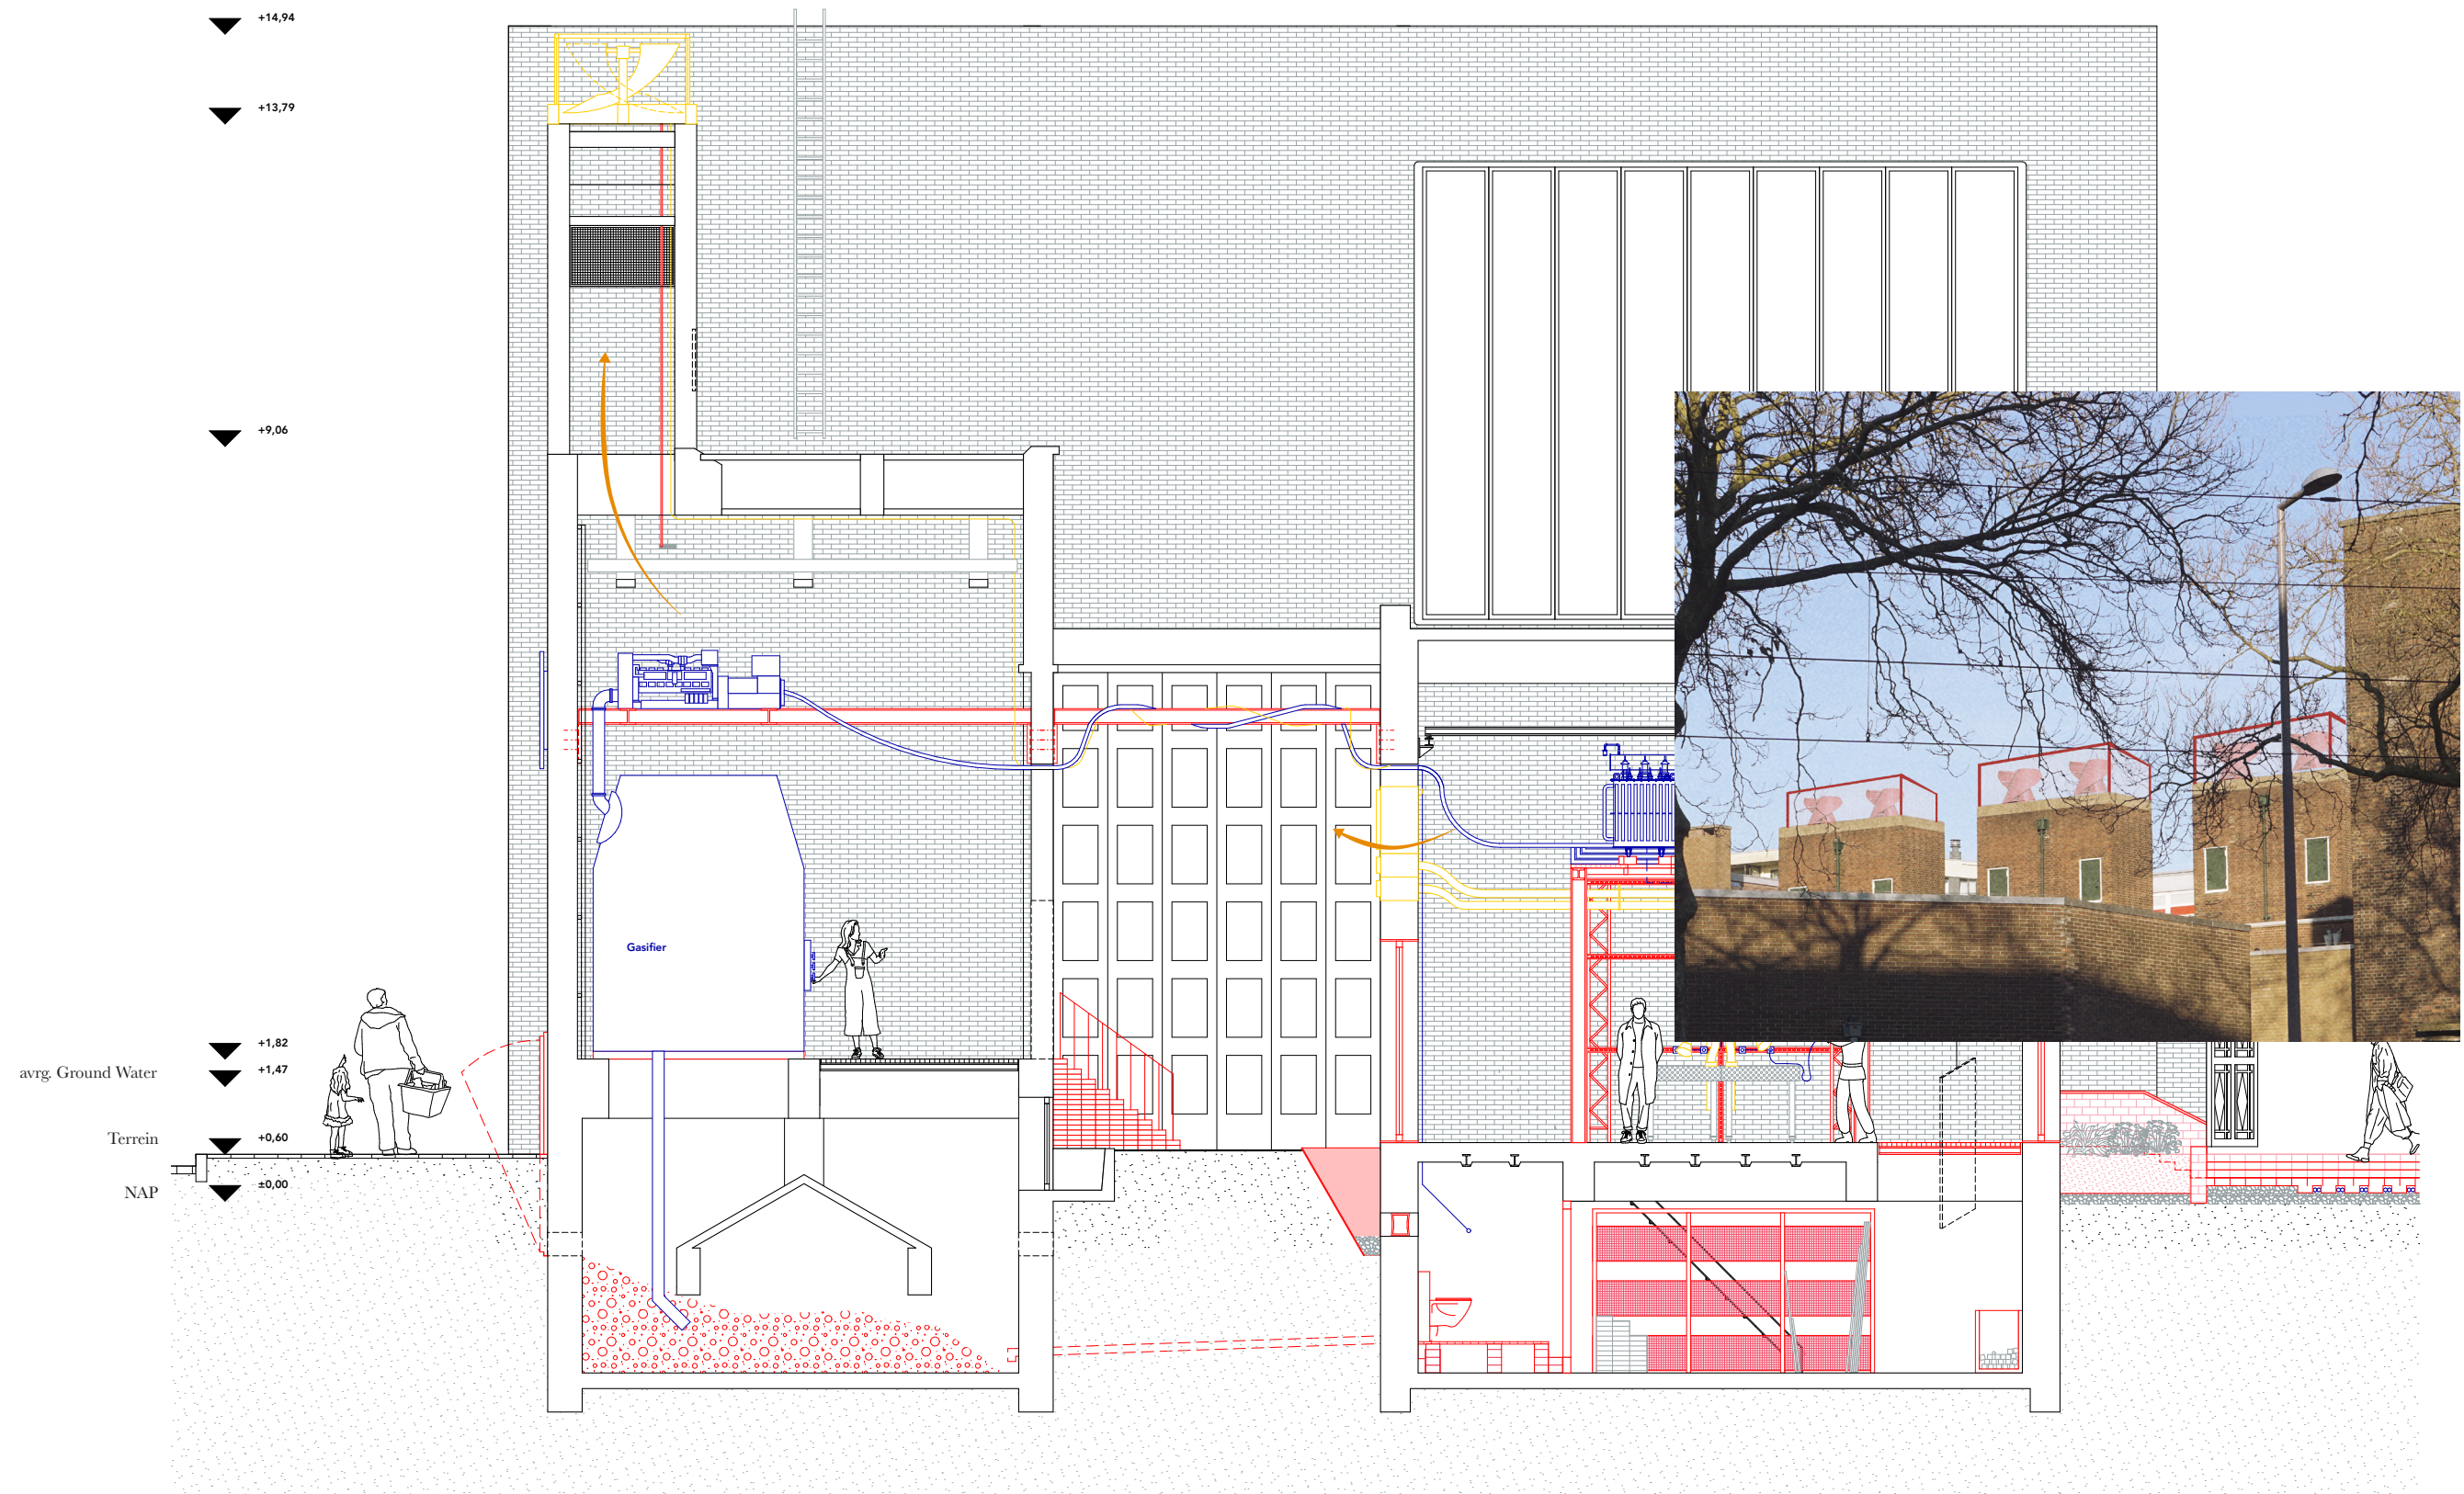 +14,94
+13,79
+9,06
+1,82
avrg. Ground Water
+1,47
Terrein
+0,60
NAP
±0,00
Gasifier